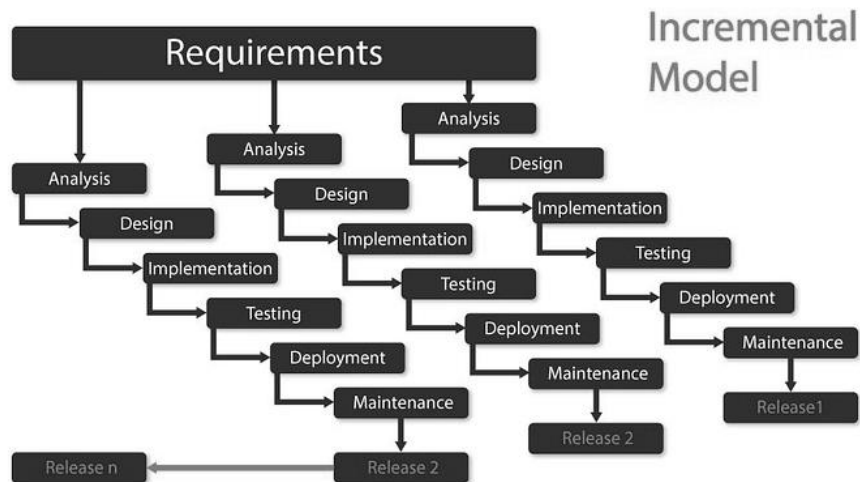 Incremental
Model
Requirements
Analysis
Design
Implementation
Testing
Deployment
Maintenance
Release 2
Release n
Analysis
Design
Implementation
Testing
Deployment
Maintenance
Release 2
Analysis
Design
Implementation
Testing
Deployment
Maintenance
Release1